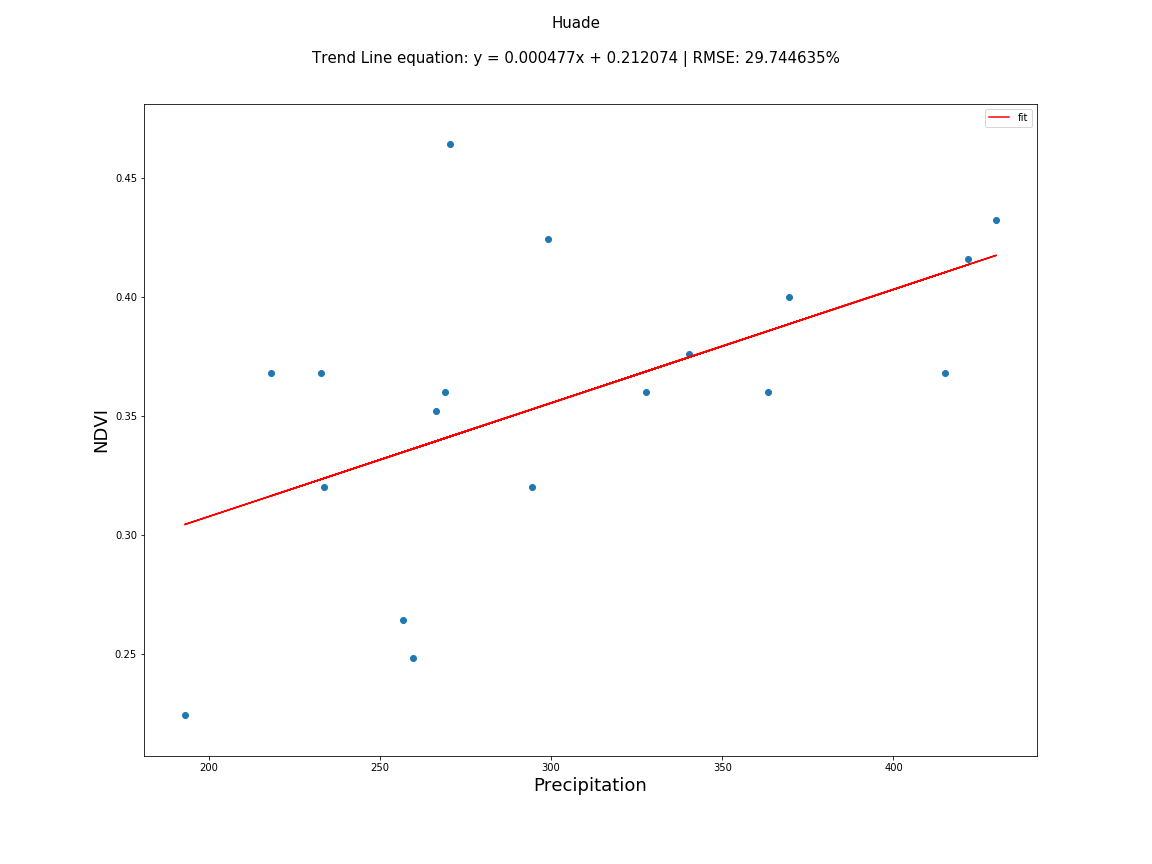 Huade
Trend Line equation: y = 0.000477x + 0.212074 | RMSE: 29.744635%
fit
0.45
0.40
0.35
0.30
0.25
NDVI
200 250 300 350 400
Precipitation